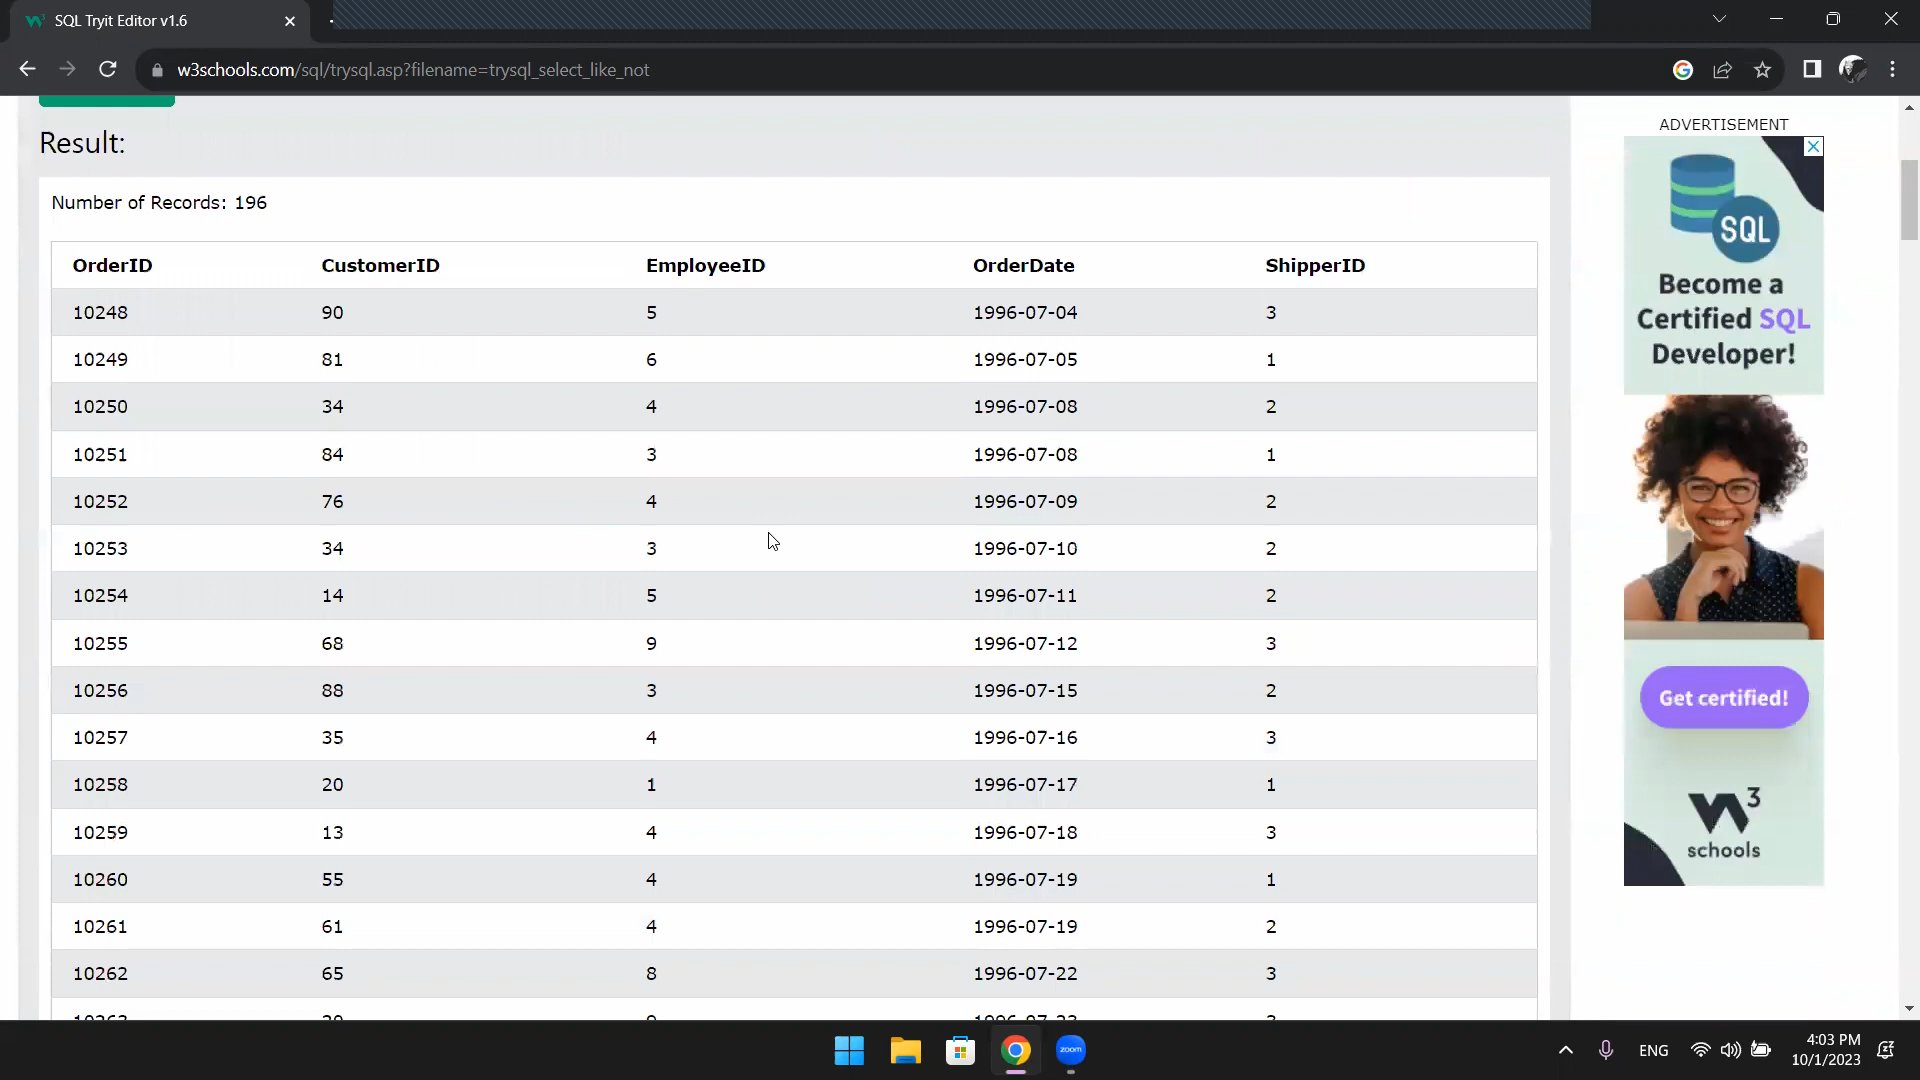 SQL Tryit Editor v1.6
w3schools.com/sql/trysql.asp?filename=trysql_select_like_not
Result:
Number of Records: 196
OrderID CustomerID EmployeeID OrderDate ShipperID
10248 90 5 1996-07-04 3
10249 81 6 1996-07-05 1
10250 34 4 1996-07-08 2
10251 84 3 1996-07-08 1
10252 76 4 1996-07-09 2
10253 34 3 1996-07-10 2
10254 14 5 1996-07-11 2
10255 68 9 1996-07-12 3
10256 88 3 1996-07-15 2
10257 35 4 1996-07-16 3
10258 20 1 1996-07-17 1
10259 13 4 1996-07-18 3
10260 55 4 1996-07-19 1
10261 61 4 1996-07-19 2
10262 65 8 1996-07-22 3
ADVERTISEMENT
SQL
Become a
Certified SQL
Developer!
Get certified!
W3
schools
zoom
ENG
4:03 PM
10/1/2023